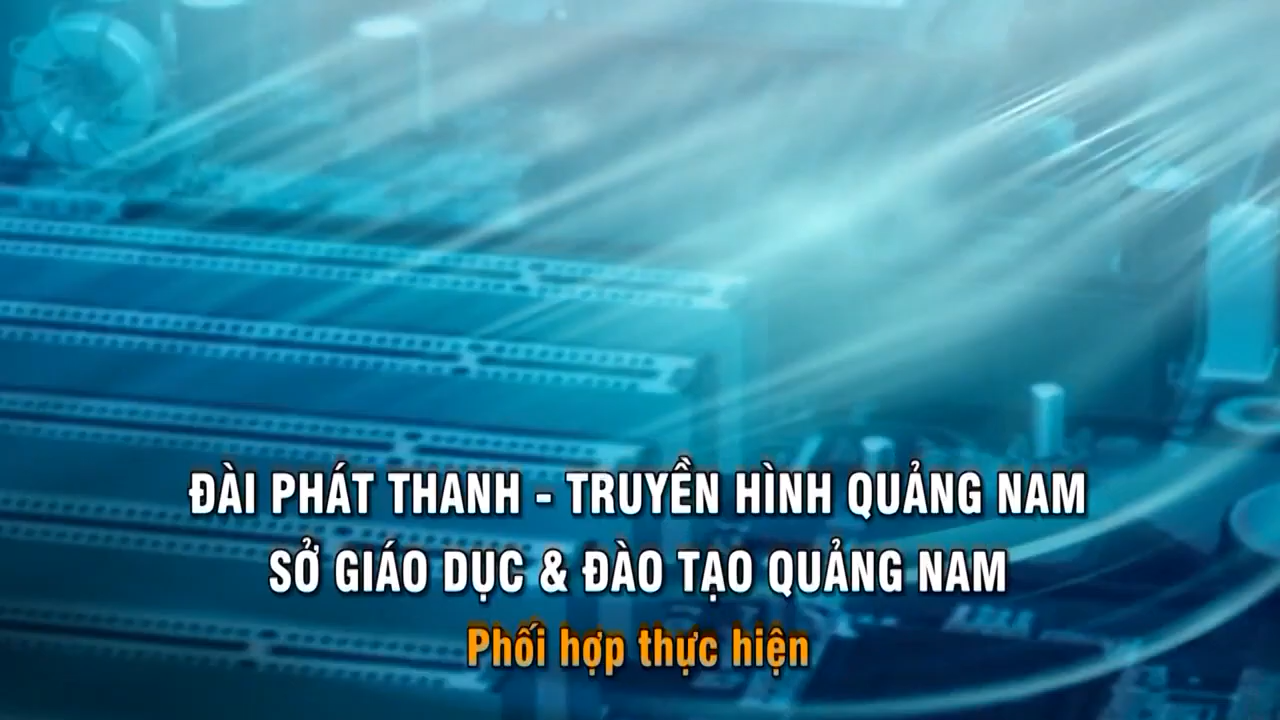 ĐÀI PHÁT THANH - TRUYỀN HÌNH QUẢNG NAM
SỞ GIÁO DỤC & ĐÀO TẠO QUẢNG NAM
Phối hợp thực hiện